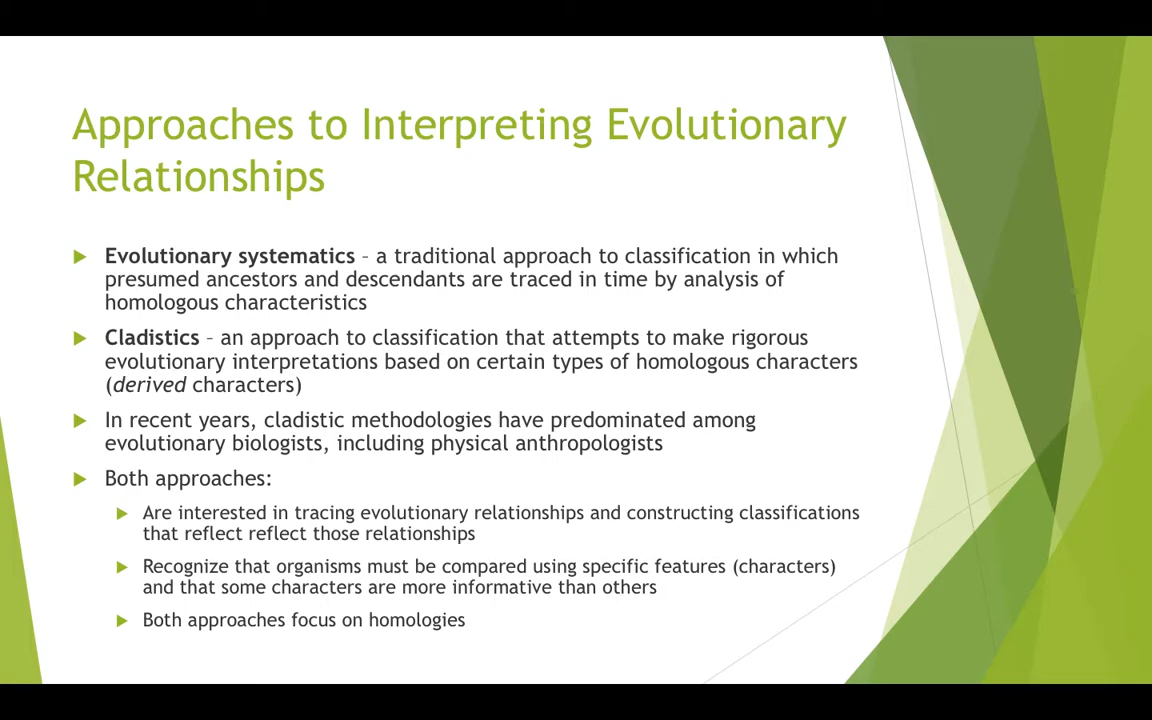 Approaches to Interpreting Evolutionary
Relationships
Evolutionary systematics – a traditional approach to classification in which
presumed ancestors and descendants are traced in time by analysis of
homologous characteristics
Cladistics – an approach to classification that attempts to make rigorous
evolutionary interpretations based on certain types of homologous characters
(derived characters)
In recent years, cladistic methodologies have predominated among
evolutionary biologists, including physical anthropologists
Both approaches:
Are interested in tracing evolutionary relationships and constructing classifications
that reflect reflect those relationships
Recognize that organisms must be compared using specific features (characters)
and that some characters are more informative than others
Both approaches focus on homologies